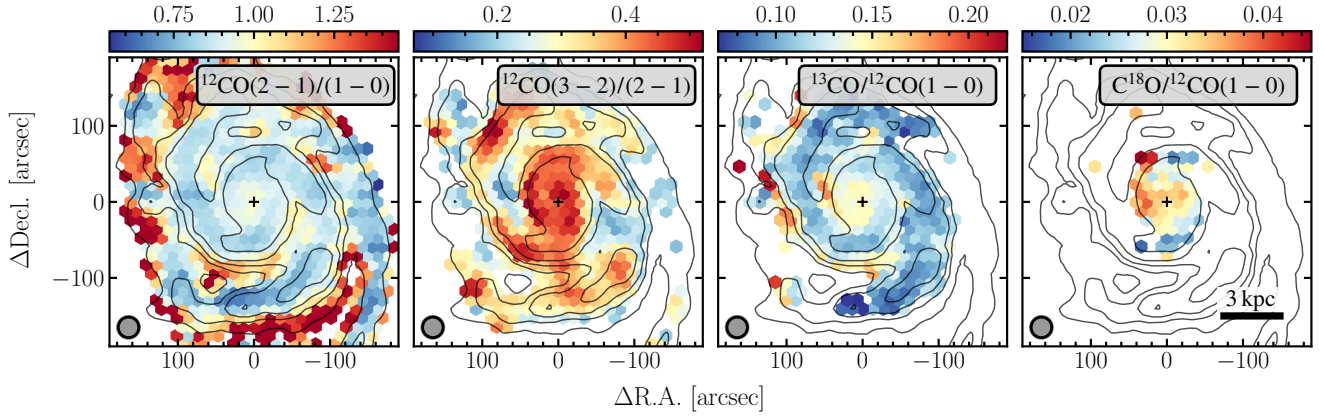 0.75 1.00 1.25 0.2 0.4 0.10 0.15 0.20 0.02 0.03 0.04
¹²CO(2−1)/(1−0) ¹²CO(3−2)/(2−1) ¹³CO/¹²CO(1−0) C¹⁸O/¹²CO(1−0)
100
0
−100
ΔDecl. [arcsec]
3 kpc
100 0 −100 100 0 −100 100 0 −100 100 0 −100
ΔR.A. [arcsec]